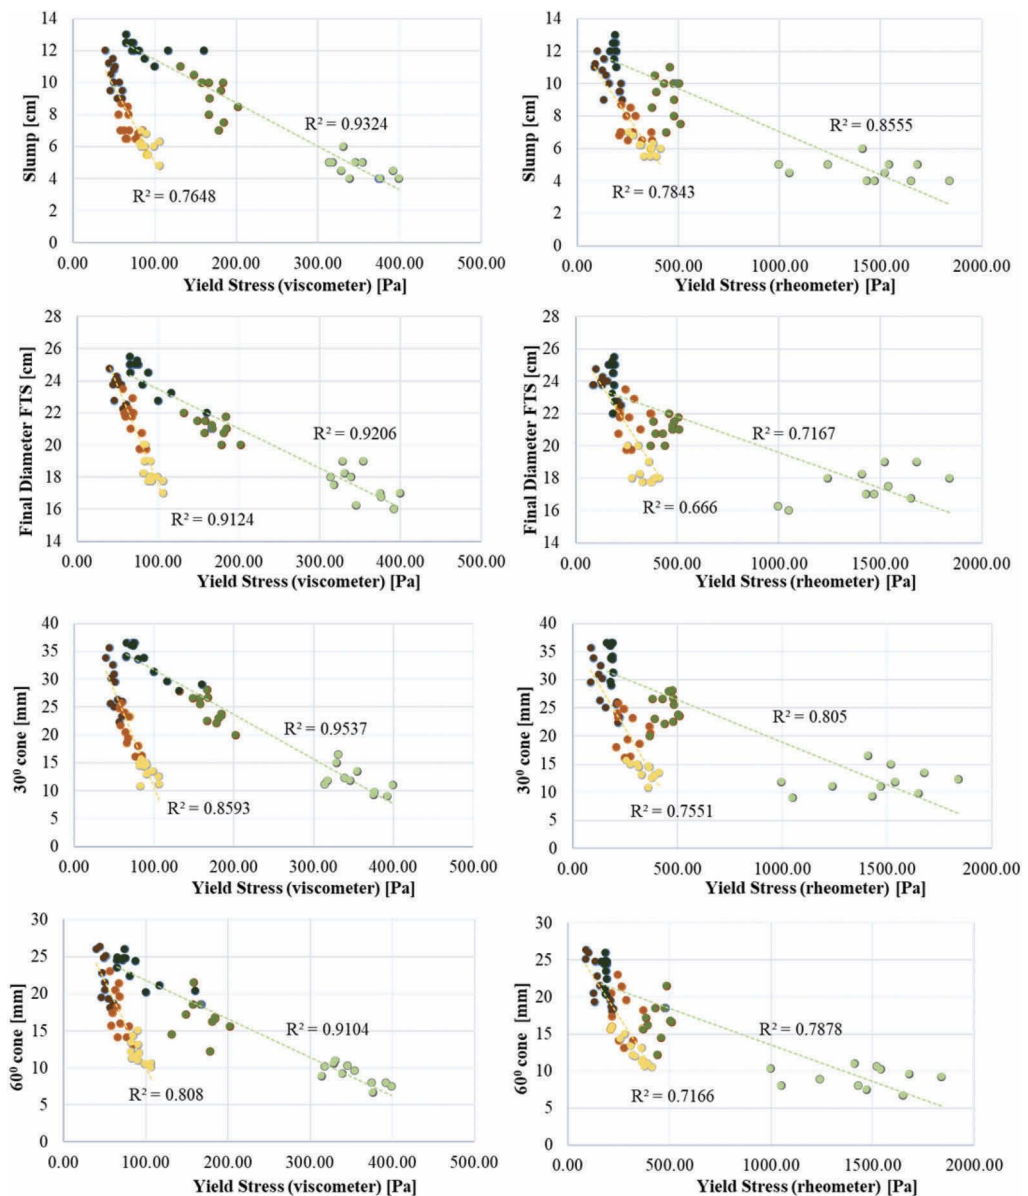 14
12
10
8
6
4
2
0
Slump [cm]
R² = 0.9324
R² = 0.7648
0.00 100.00 200.00 300.00 400.00 500.00
Yield Stress (viscometer) [Pa]
14
12
10
8
6
4
2
0
Slump [cm]
R² = 0.8555
R² = 0.7843
0.00 500.00 1000.00 1500.00 2000.00
Yield Stress (rheometer) [Pa]
28
26
24
22
20
18
16
14
Final Diameter FTS [cm]
R² = 0.9206
R² = 0.9124
0.00 100.00 200.00 300.00 400.00 500.00
Yield Stress (viscometer) [Pa]
28
26
24
22
20
18
16
14
Final Diameter FTS [cm]
R² = 0.7167
R² = 0.666
0.00 500.00 1000.00 1500.00 2000.00
Yield Stress (rheometer) [Pa]
40
35
30
25
20
15
10
5
0
30⁰ cone [mm]
R² = 0.9537
R² = 0.8593
0.00 100.00 200.00 300.00 400.00 500.00
Yield Stress (viscometer) [Pa]
40
35
30
25
20
15
10
5
0
30⁰ cone [mm]
R² = 0.805
R² = 0.7551
0.00 500.00 1000.00 1500.00 2000.00
Yield Stress (rheometer) [Pa]
30
25
20
15
10
5
0
60⁰ cone [mm]
R² = 0.9104
R² = 0.808
0.00 100.00 200.00 300.00 400.00 500.00
Yield Stress (viscometer) [Pa]
30
25
20
15
10
5
0
60⁰ cone [mm]
R² = 0.7878
R² = 0.7166
0.00 500.00 1000.00 1500.00 2000.00
Yield Stress (rheometer) [Pa]